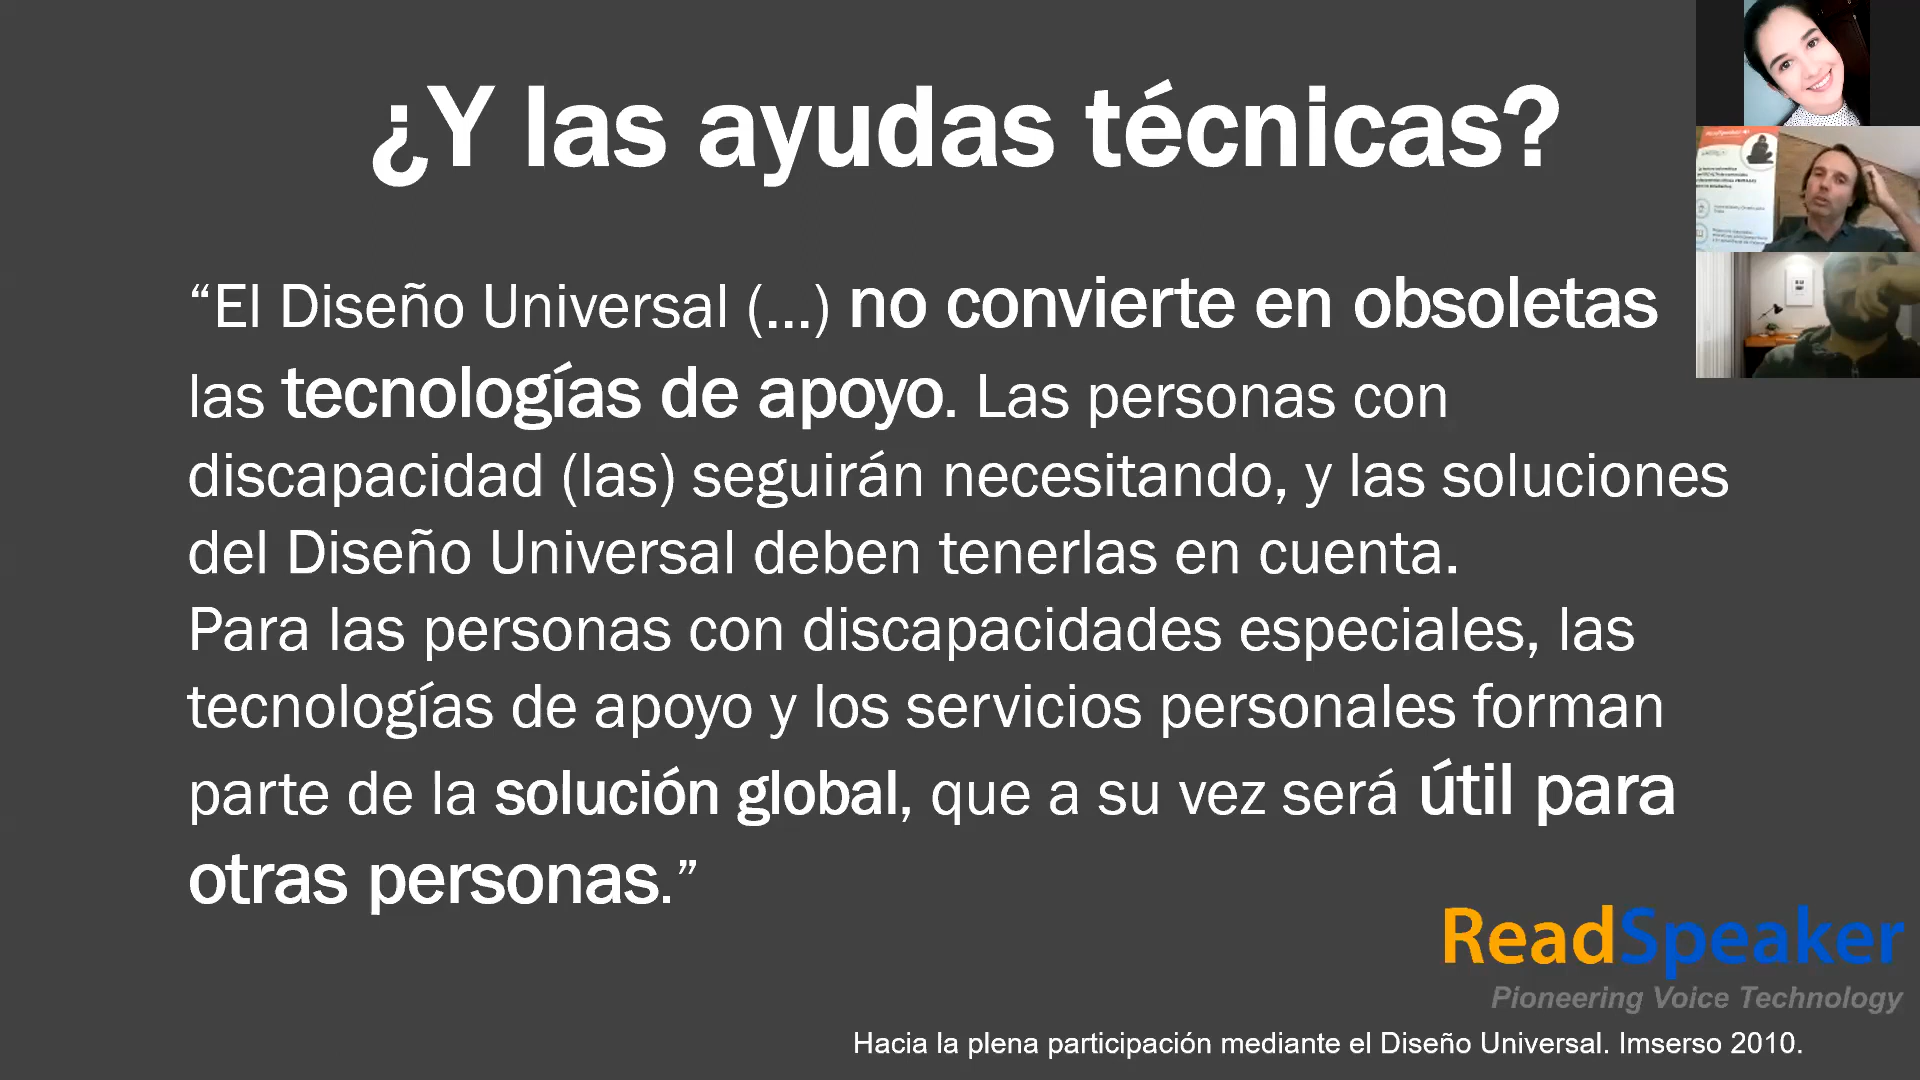 ¿Y las ayudas técnicas?
“El Diseño Universal (...) no convierte en obsoletas
las tecnologías de apoyo. Las personas con
discapacidad (las) seguirán necesitando, y las soluciones
del Diseño Universal deben tenerlas en cuenta.
Para las personas con discapacidades especiales, las
tecnologías de apoyo y los servicios personales forman
parte de la solución global, que a su vez será útil para
otras personas.”
ReadSpeaker
Pioneering Voice Technology
Hacia la plena participación mediante el Diseño Universal. Imserso 2010.